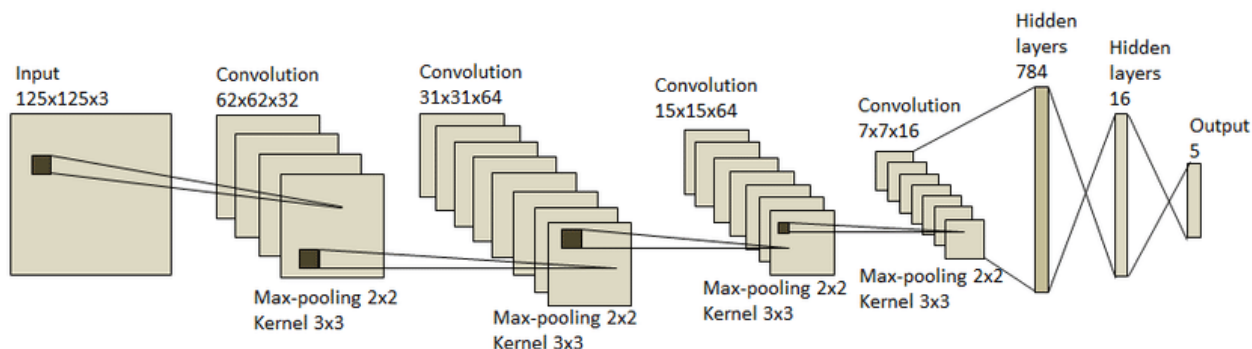 Input
125x125x3
Convolution
62x62x32
Max-pooling 2x2
Kernel 3x3
Convolution
31x31x64
Max-pooling 2x2
Kernel 3x3
Convolution
15x15x64
Max-pooling 2x2
Kernel 3x3
Convolution
7x7x16
Max-pooling 2x2
Kernel 3x3
Hidden
layers
784
Hidden
layers
16
Output
5